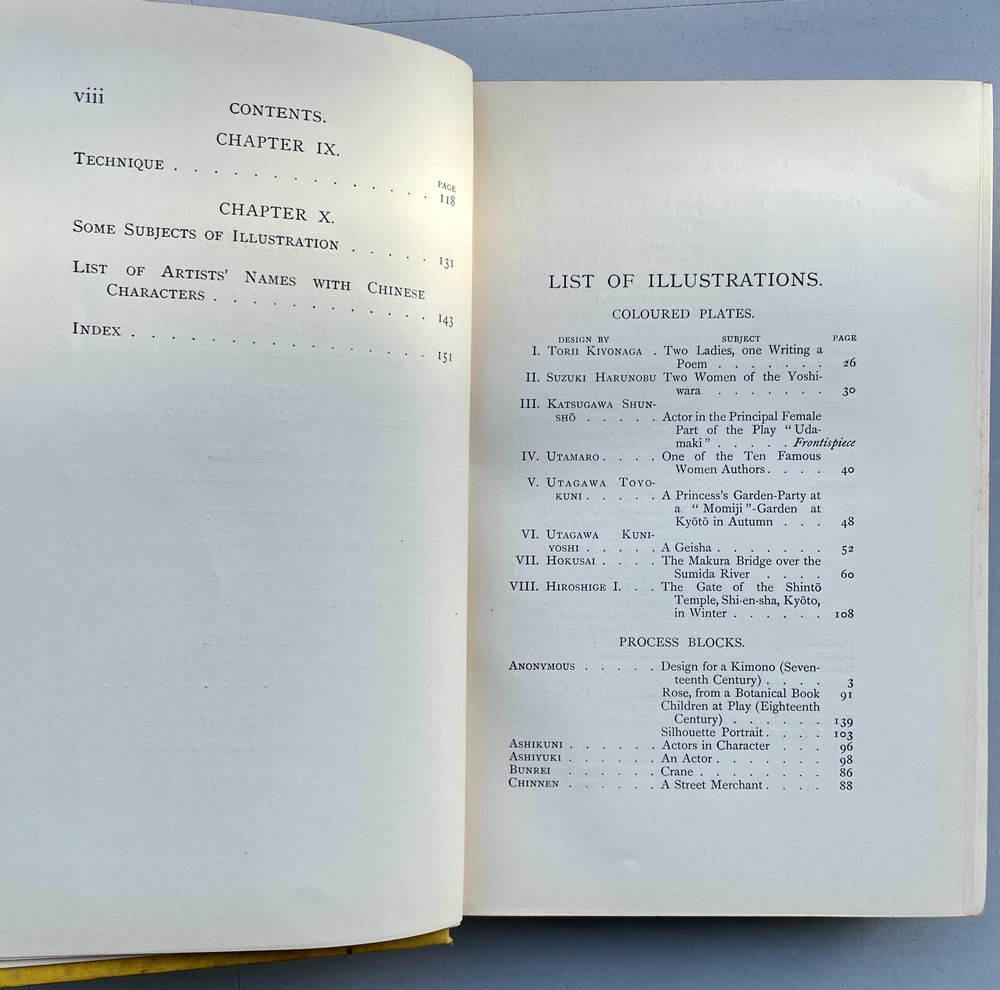 viii
CONTENTS.
CHAPTER IX.
PAGE
TECHNIQUE . . . . . . . . . . . . . . 118
CHAPTER X.
SOME SUBJECTS OF ILLUSTRATION . . . . . 131
LIST OF ARTISTS' NAMES WITH CHINESE
CHARACTERS . . . . . . . . . . . . 143
INDEX . . . . . . . . . . . . . . . . 151
LIST OF ILLUSTRATIONS.
COLOURED PLATES.
DESIGN BY SUBJECT PAGE
I. TORII KIYONAGA . Two Ladies, one Writing a
Poem . . . . . . . 26
II. SUZUKI HARUNOBU Two Women of the Yoshi-
wara . . . . . . . 30
III. KATSUGAWA SHUN-
SHŌ . . . . . Actor in the Principal Female
Part of the Play "Uda-
maki" . . . . . Frontispiece
IV. UTAMARO . . . . One of the Ten Famous
Women Authors . . . . 40
V. UTAGAWA TOYO-
KUNI . . . . . A Princess's Garden-Party at
a "Momiji"-Garden at
Kyōtō in Autumn . . . 48
VI. UTAGAWA KUNI-
YOSHI . . . . . A Geisha . . . . . . . 52
VII. HOKUSAI . . . . The Makura Bridge over the
Sumida River . . . . 60
VIII. HIROSHIGE I. . . The Gate of the Shintō
Temple, Shi-en-sha, Kyōto,
in Winter . . . . . . 108
PROCESS BLOCKS.
ANONYMOUS . . . . . Design for a Kimono (Seven-
teenth Century) . . . . 3
Rose, from a Botanical Book 91
Children at Play (Eighteenth
Century) . . . . . . 139
Silhouette Portrait . . . . 103
ASHIKUNI . . . . . . Actors in Character . . . 96
ASHIYUKI . . . . . . An Actor . . . . . . . 98
BUNREI . . . . . . Crane . . . . . . . . 86
CHINNEN . . . . . . A Street Merchant . . . . 88